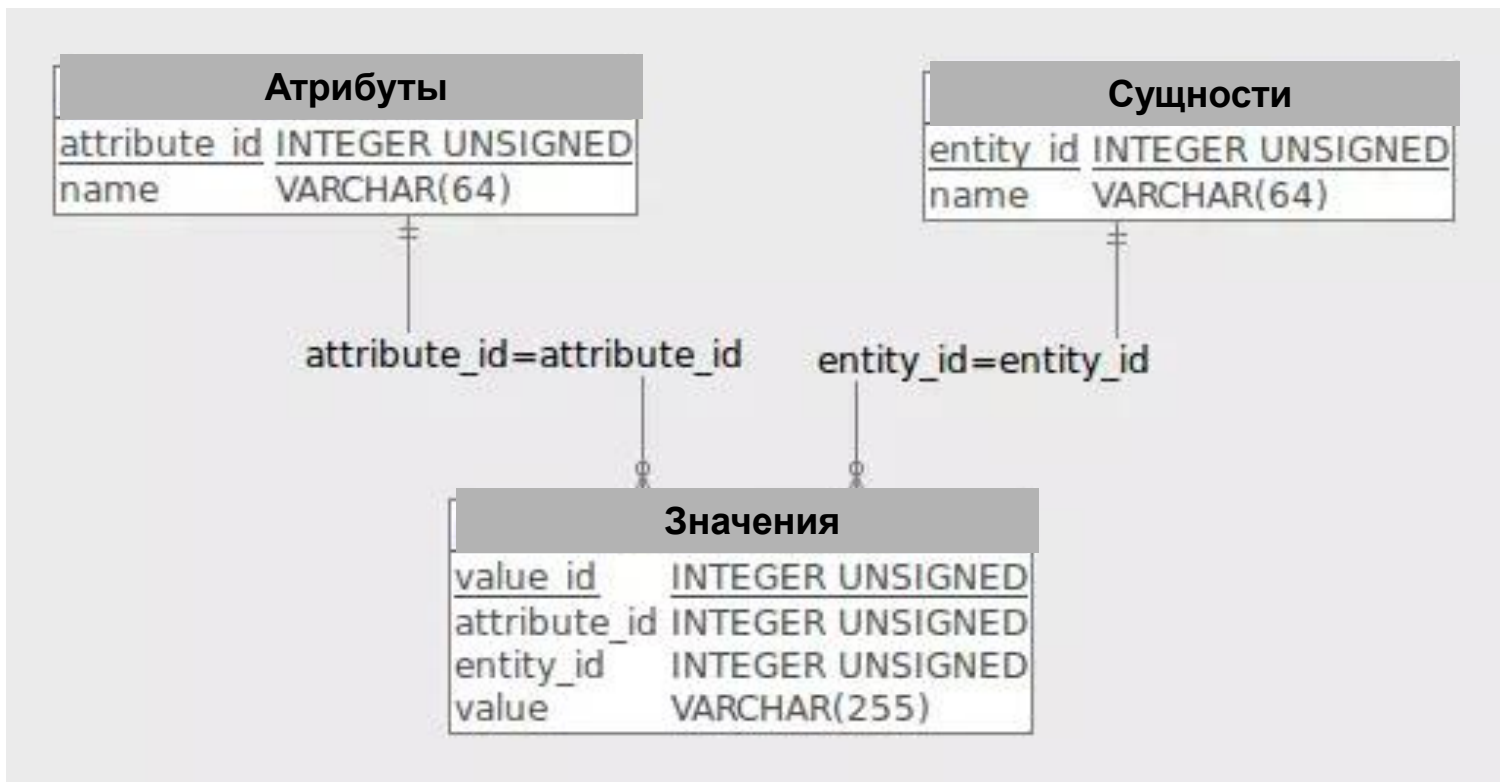 Атрибуты
attribute_id INTEGER UNSIGNED
name VARCHAR(64)
Сущности
entity_id INTEGER UNSIGNED
name VARCHAR(64)
attribute_id=attribute_id
entity_id=entity_id
Значения
value_id INTEGER UNSIGNED
attribute_id INTEGER UNSIGNED
entity_id INTEGER UNSIGNED
value VARCHAR(255)